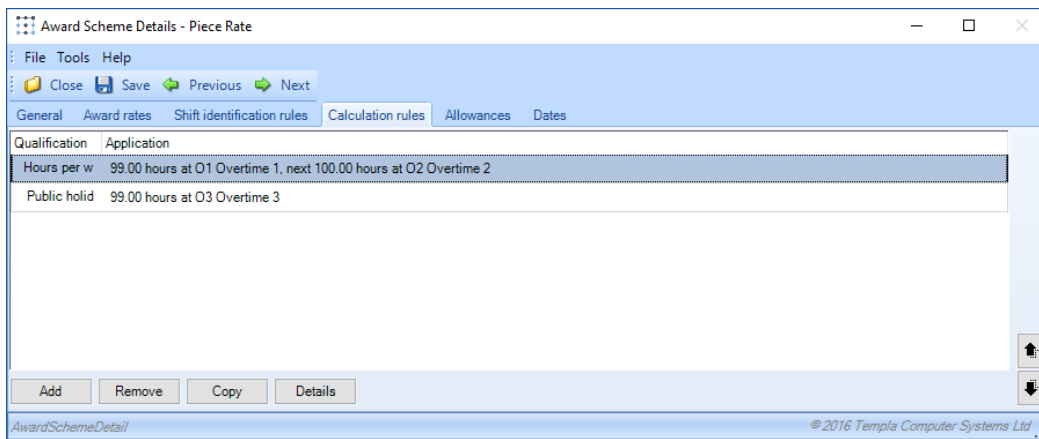 Award Scheme Details - Piece Rate
File Tools Help
Close Save Previous Next
General Award rates Shift identification rules Calculation rules Allowances Dates
Qualification Application
Hours per w 99.00 hours at O1 Overtime 1, next 100.00 hours at O2 Overtime 2
Public holid 99.00 hours at O3 Overtime 3
Add Remove Copy Details
AwardSchemeDetail © 2016 Templa Computer Systems Ltd